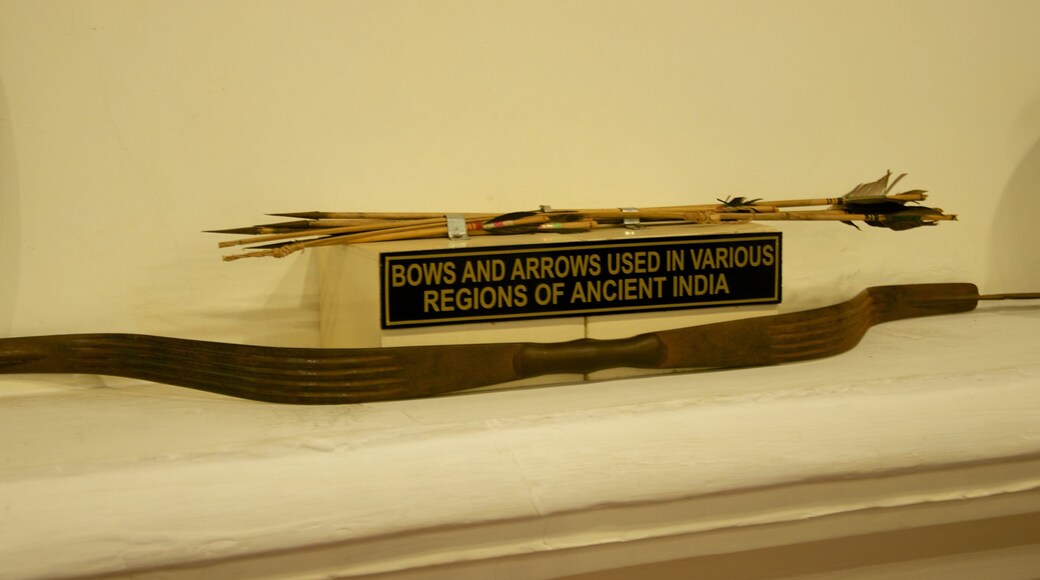 BOWS AND ARROWS USED IN VARIOUS
REGIONS OF ANCIENT INDIA